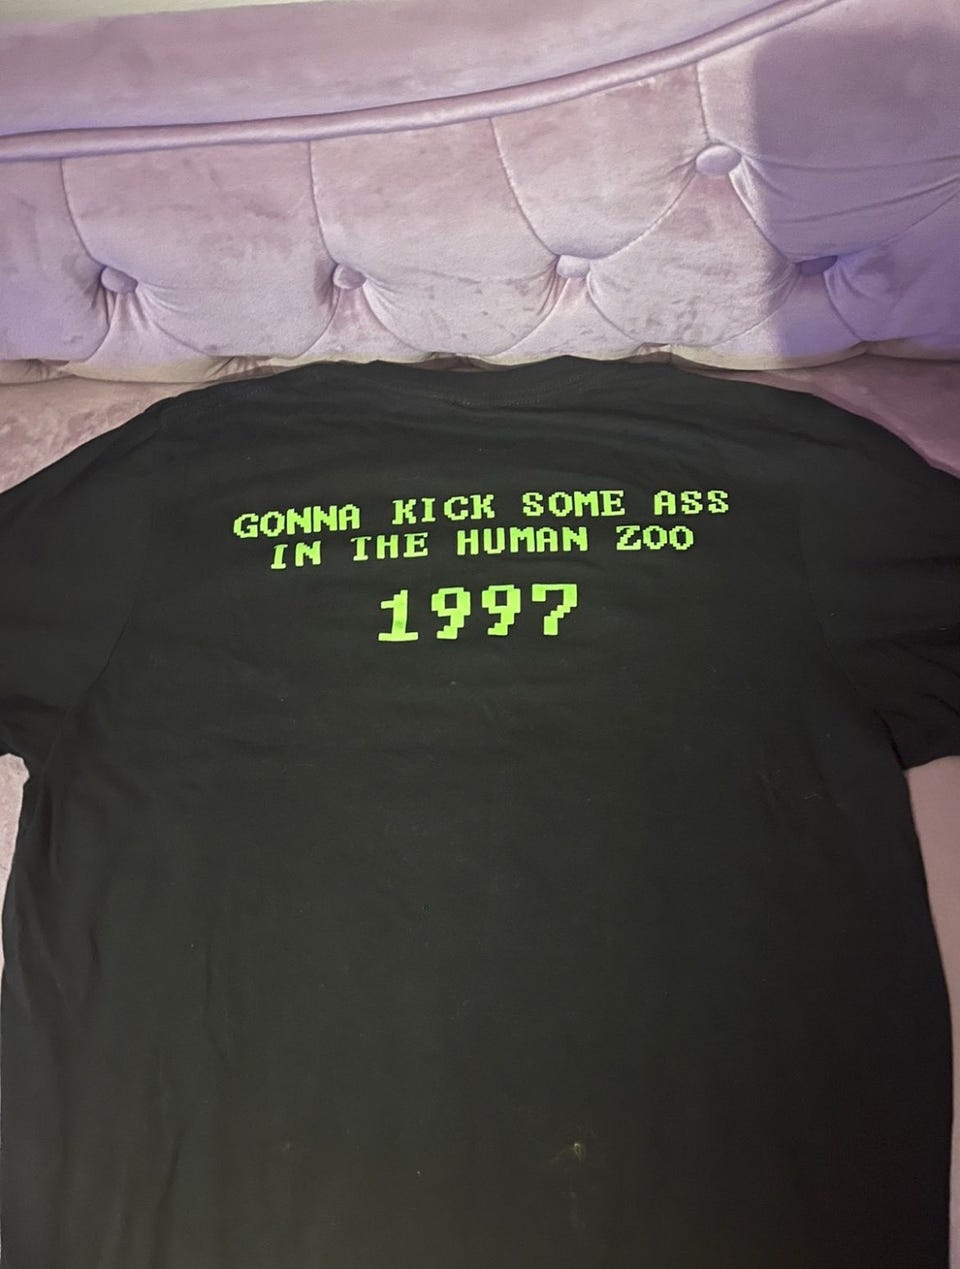 GONNA KICK SOME ASS
IN THE HUMAN ZOO
1997